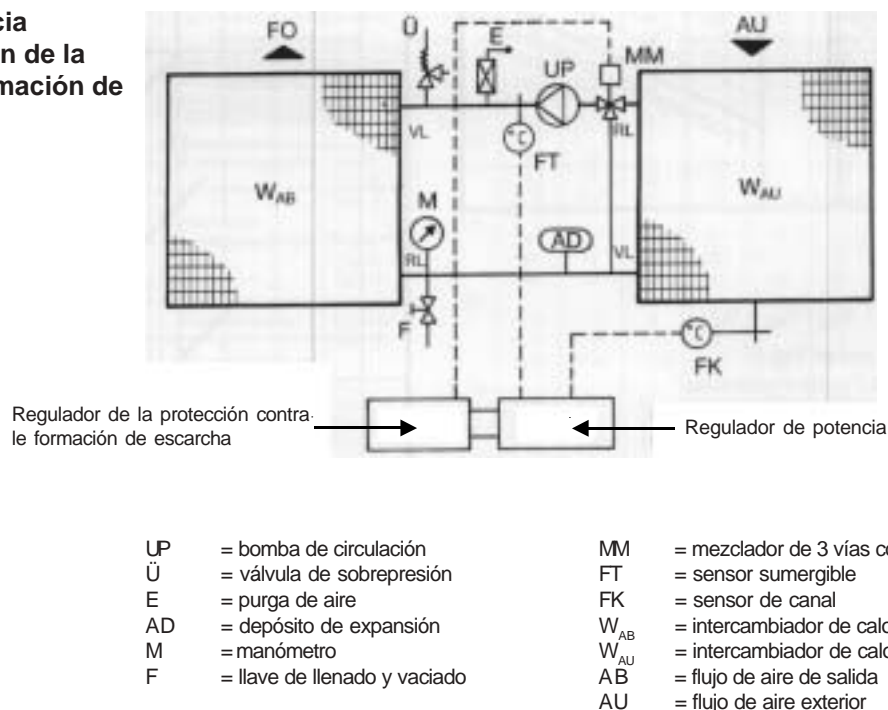 cia
n de la
mación de
FO
Ü
E
UP
MM
AU
VL
°C
FT
RL
W_AB
M
AD
W_AU
RL
VL
F
°C
FK
Regulador de la protección contra
le formación de escarcha
Regulador de potencia
UP = bomba de circulación
Ü = válvula de sobrepresión
E = purga de aire
AD = depósito de expansión
M = manómetro
F = llave de llenado y vaciado
MM = mezclador de 3 vías co
FT = sensor sumergible
FK = sensor de canal
W_AB = intercambiador de calo
W_AU = intercambiador de calo
AB = flujo de aire de salida
AU = flujo de aire exterior